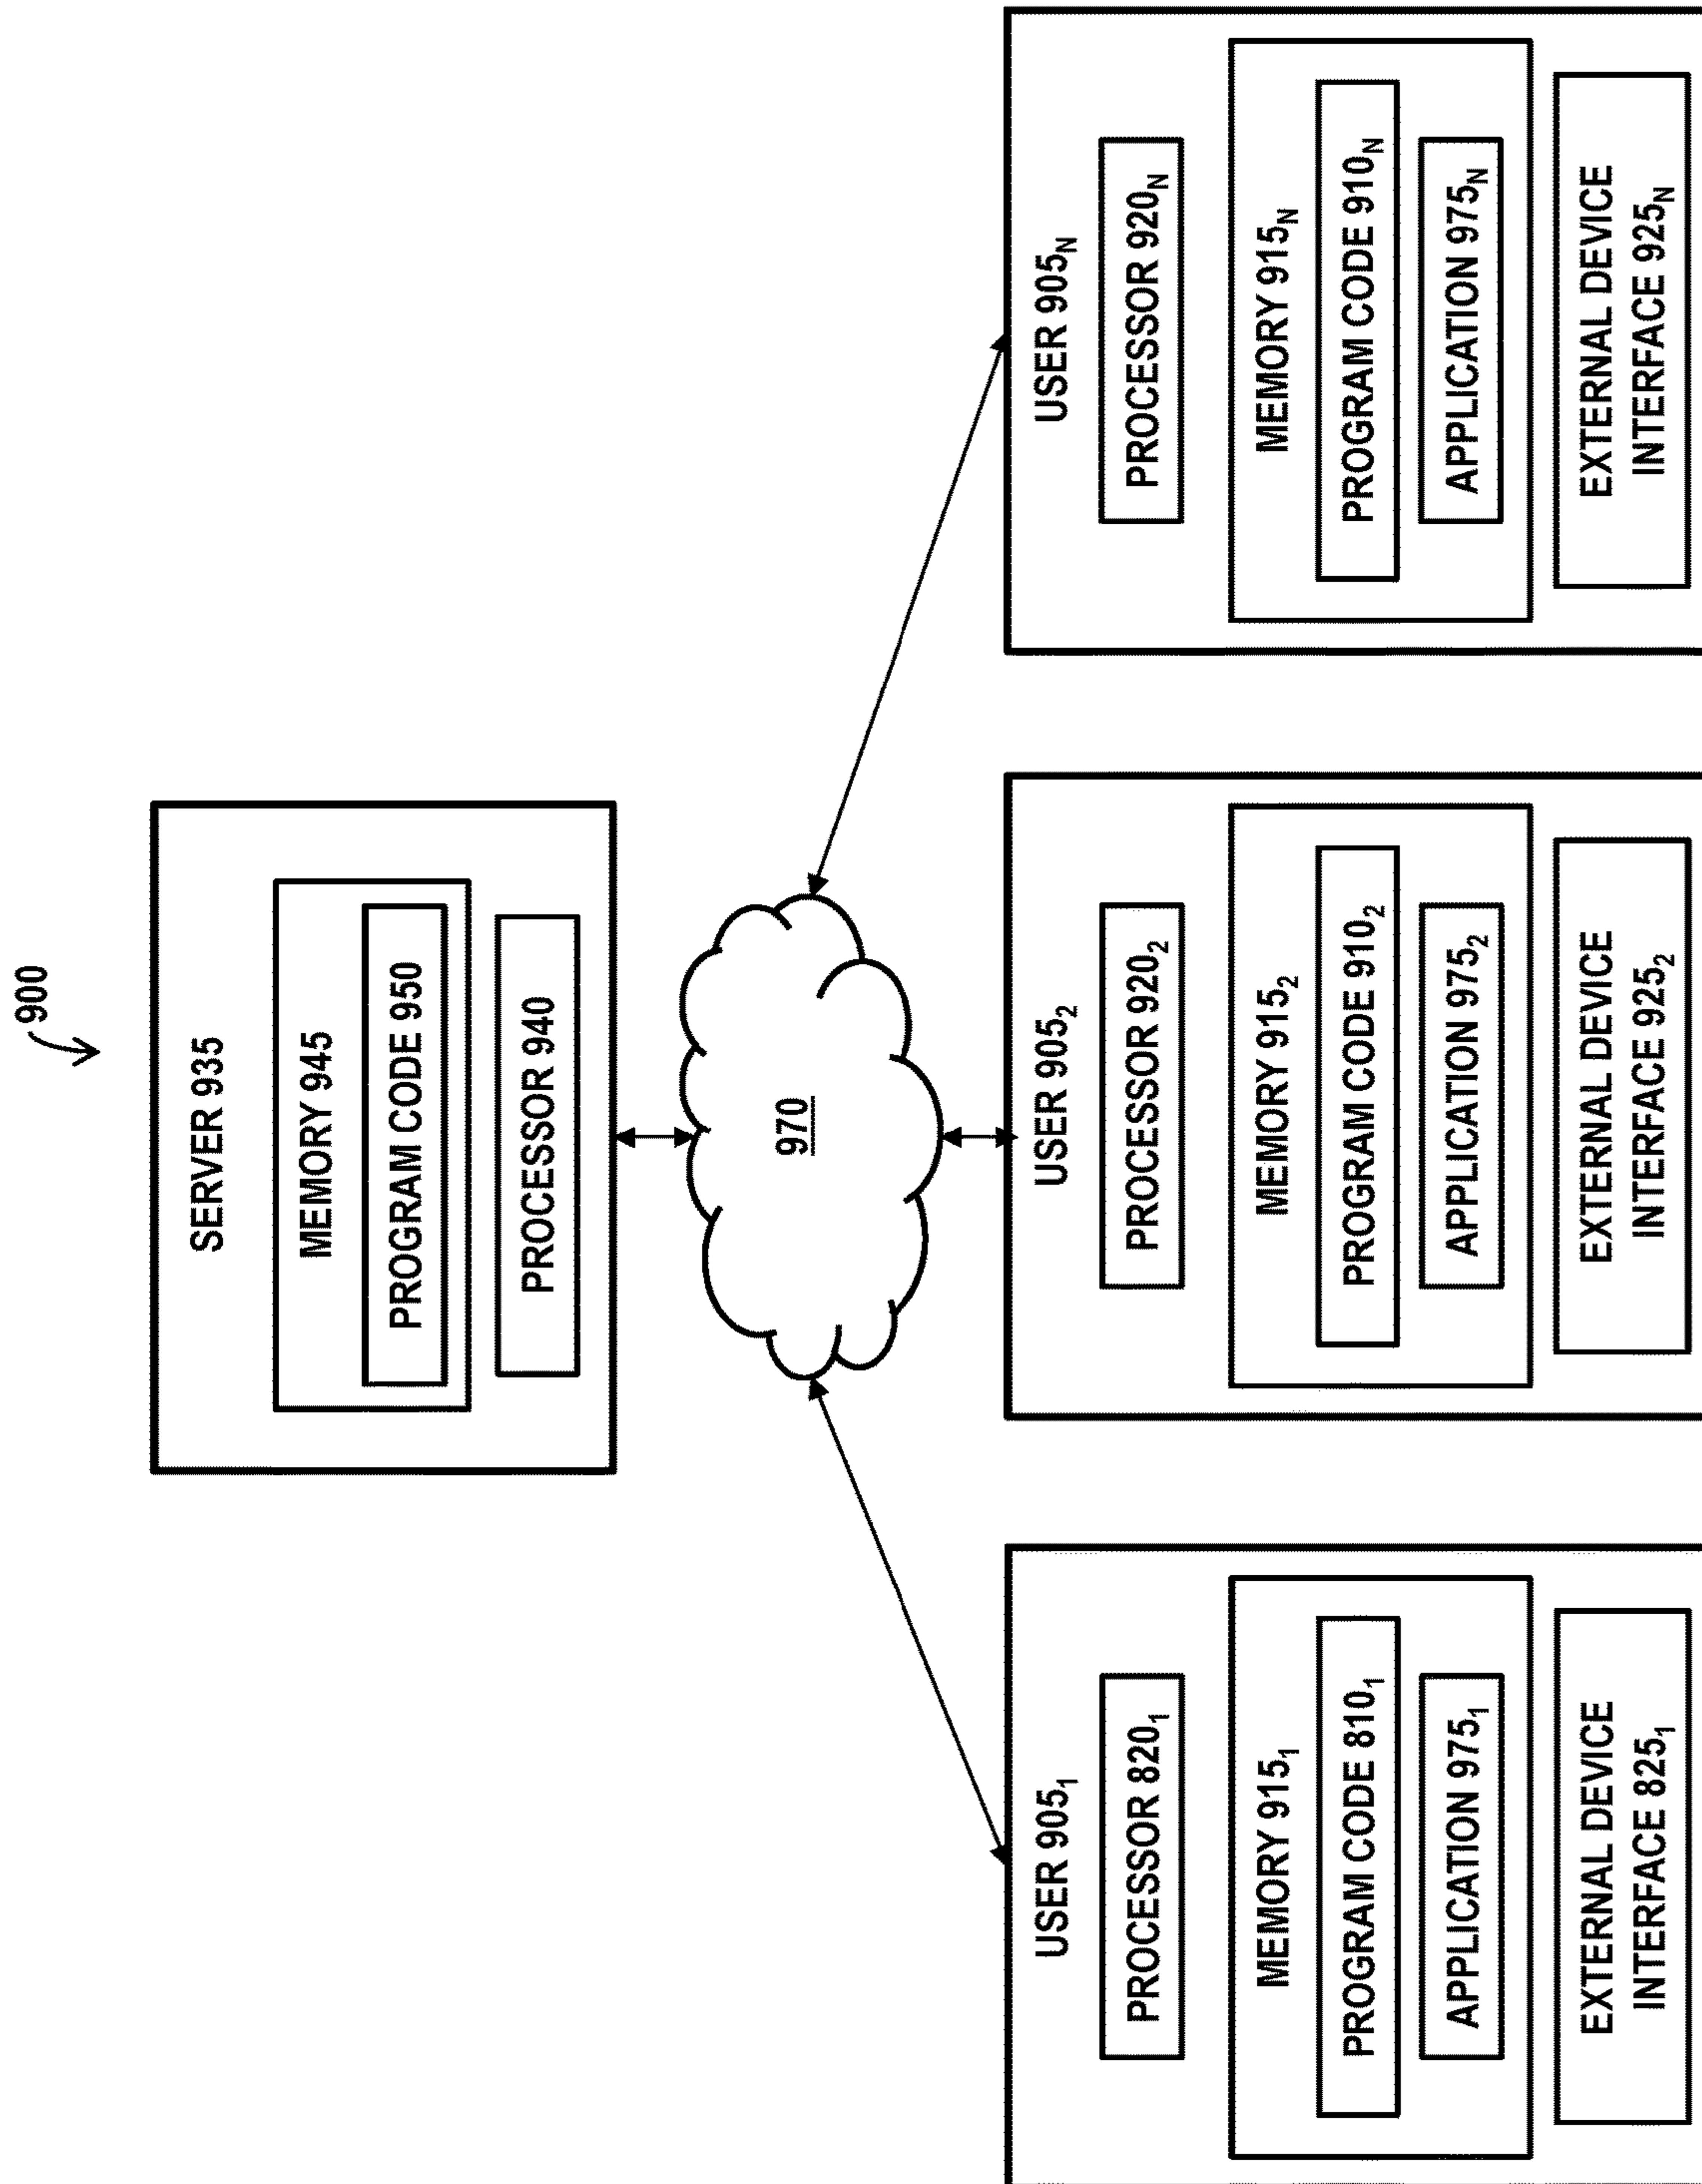 900
SERVER 935
MEMORY 945
PROGRAM CODE 950
PROCESSOR 940
970
USER 905₁
PROCESSOR 820₁
MEMORY 915₁
PROGRAM CODE 810₁
APPLICATION 975₁
EXTERNAL DEVICE
INTERFACE 825₁
USER 905₂
PROCESSOR 920₂
MEMORY 915₂
PROGRAM CODE 910₂
APPLICATION 975₂
EXTERNAL DEVICE
INTERFACE 925₂
USER 905N
PROCESSOR 920N
MEMORY 915N
PROGRAM CODE 910N
APPLICATION 975N
EXTERNAL DEVICE
INTERFACE 925N